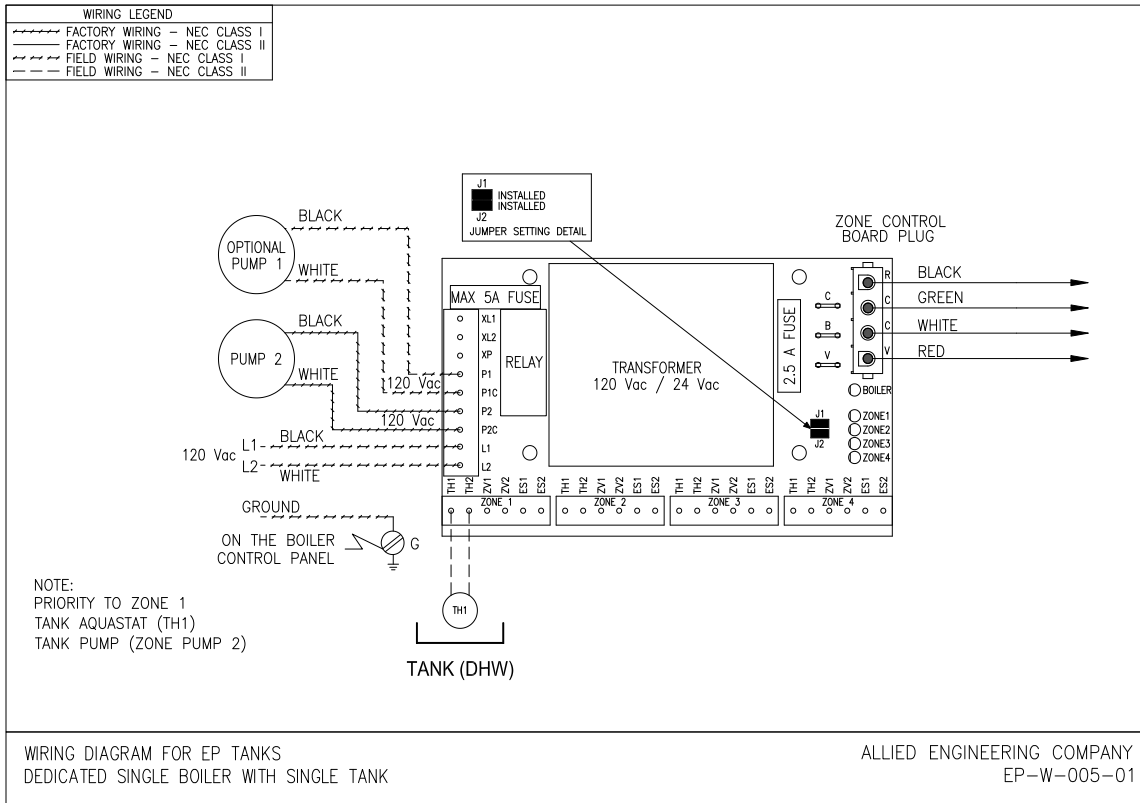 WIRING LEGEND
FACTORY WIRING – NEC CLASS I
FACTORY WIRING – NEC CLASS II
FIELD WIRING – NEC CLASS I
FIELD WIRING – NEC CLASS II
J1
INSTALLED
INSTALLED
J2
JUMPER SETTING DETAIL
OPTIONAL
PUMP 1
BLACK
WHITE
PUMP 2
BLACK
WHITE
120 Vac
120 Vac
120 Vac
L1
BLACK
L2
WHITE
GROUND
ON THE BOILER
CONTROL PANEL
G
MAX 5A FUSE
XL1
XL2
XP
P1
P1C
P2
P2C
L1
L2
RELAY
TRANSFORMER
120 Vac / 24 Vac
2.5 A FUSE
C
B
V
ZONE CONTROL
BOARD PLUG
R
C
C
V
BLACK
GREEN
WHITE
RED
BOILER
J1
J2
ZONE1
ZONE2
ZONE3
ZONE4
TH1 TH2 ZV1 ZV2 ES1 ES2
ZONE 1
TH1 TH2 ZV1 ZV2 ES1 ES2
ZONE 2
TH1 TH2 ZV1 ZV2 ES1 ES2
ZONE 3
TH1 TH2 ZV1 ZV2 ES1 ES2
ZONE 4
TH1
TANK (DHW)
NOTE:
PRIORITY TO ZONE 1
TANK AQUASTAT (TH1)
TANK PUMP (ZONE PUMP 2)
WIRING DIAGRAM FOR EP TANKS
DEDICATED SINGLE BOILER WITH SINGLE TANK
ALLIED ENGINEERING COMPANY
EP–W–005–01